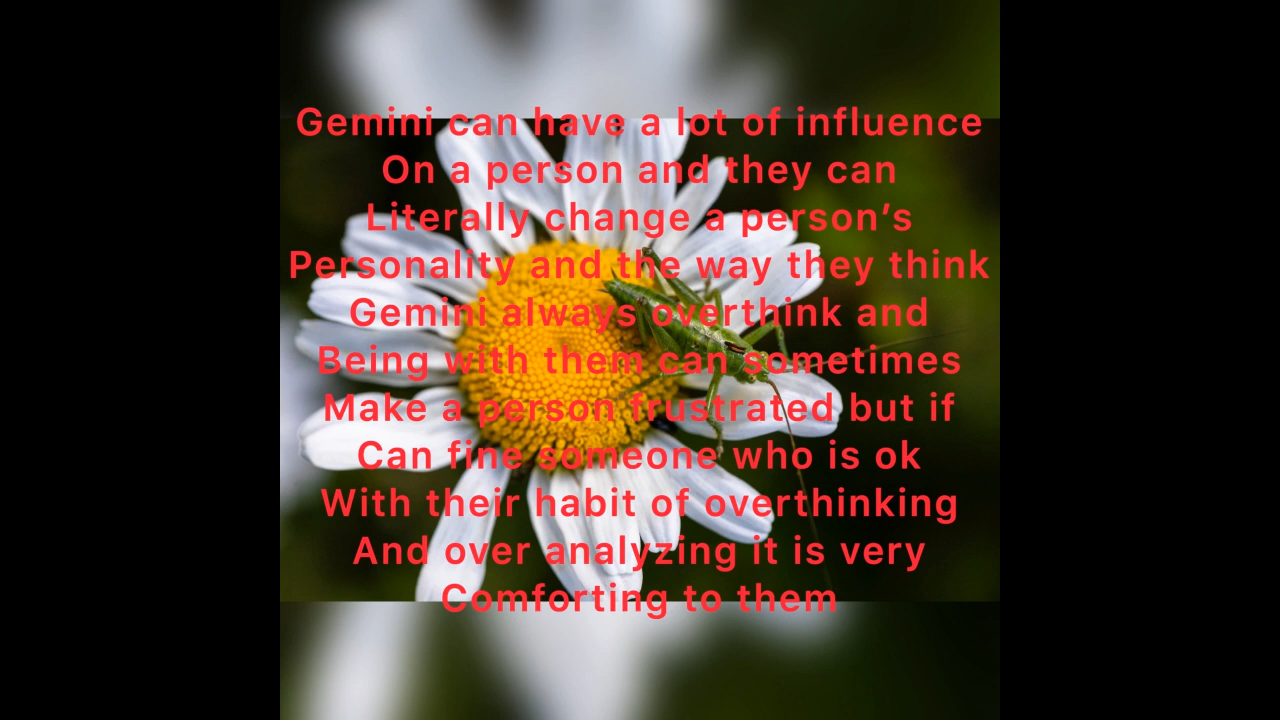 Gemini can have a lot of influence
On a person and they can
Literally change a person’s
Personality and the way they think
Gemini always overthink and
Being with them can sometimes
Make a person frustrated but if
Can fine someone who is ok
With their habit of overthinking
And over analyzing it is very
Comforting to them